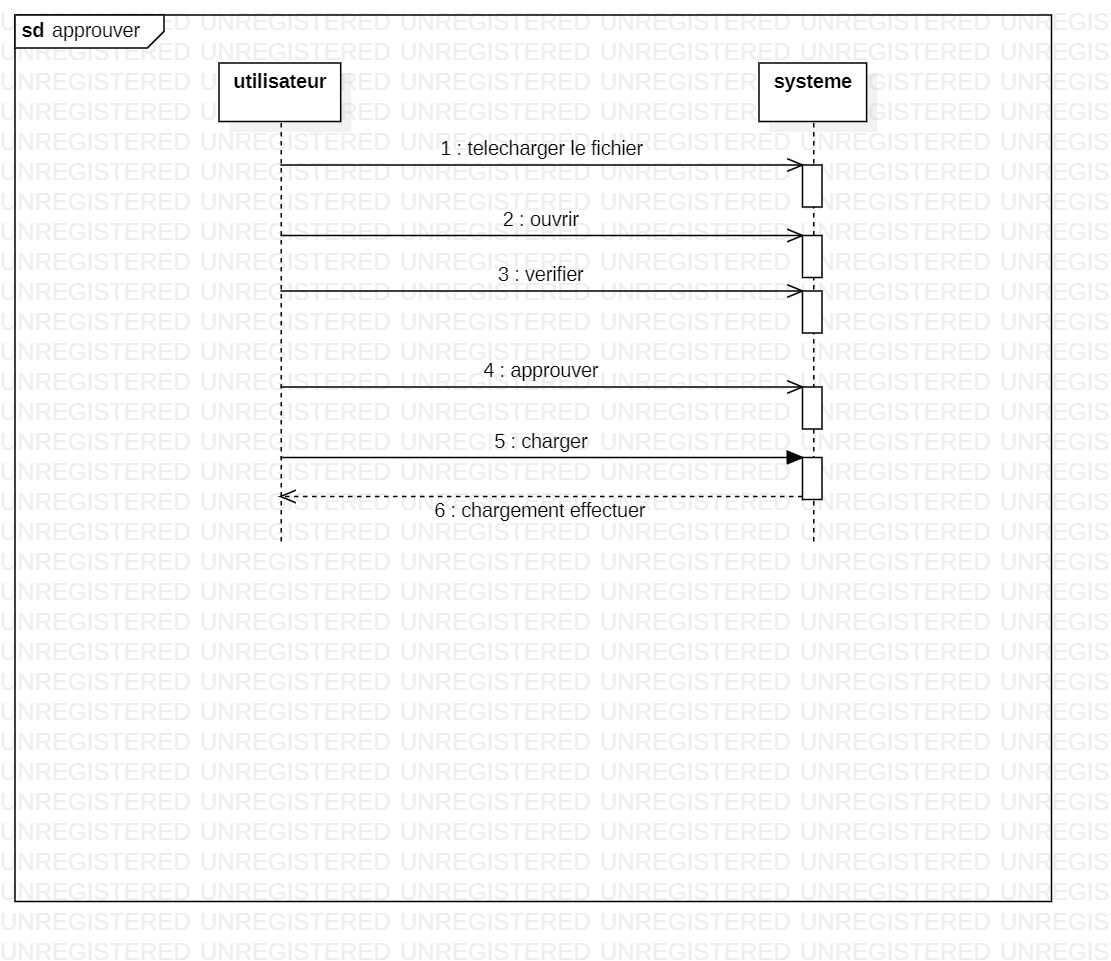 sd approuver
utilisateur
systeme
1 : telecharger le fichier
2 : ouvrir
3 : verifier
4 : approuver
5 : charger
6 : chargement effectuer
UNREGISTERED